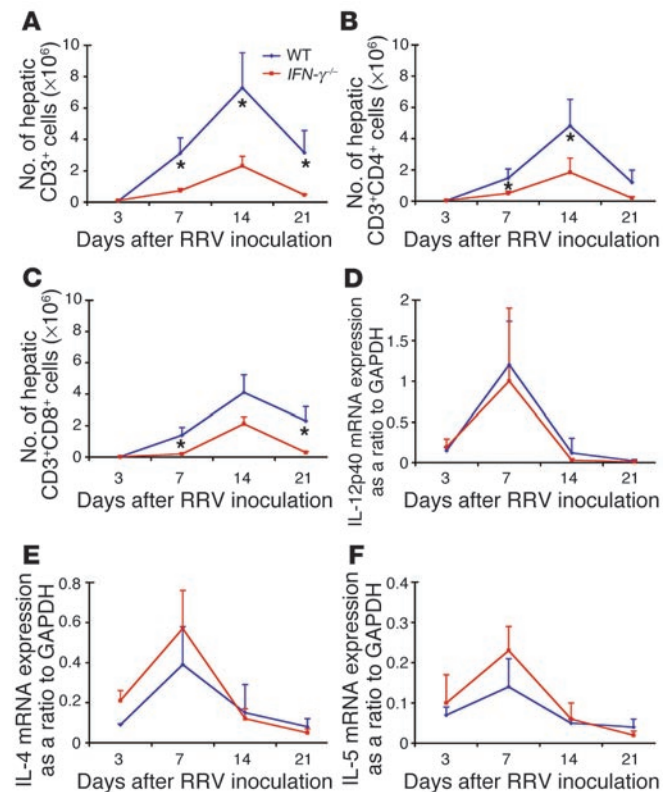 A
No. of hepatic
CD3⁺ cells (×10⁶)
10
8
6
4
2
0
WT
IFN-γ⁻/⁻
*
*
*
3 7 14 21
Days after RRV inoculation
B
No. of hepatic
CD3⁺CD4⁺ cells (×10⁶)
10
8
6
4
2
0
*
*
3 7 14 21
Days after RRV inoculation
C
No. of hepatic
CD3⁺CD8⁺ cells (×10⁶)
10
8
6
4
2
0
*
*
3 7 14 21
Days after RRV inoculation
D
IL-12p40 mRNA expression
as a ratio to GAPDH
2
1.5
1
0.5
0
3 7 14 21
Days after RRV inoculation
E
IL-4 mRNA expression
as a ratio to GAPDH
0.8
0.6
0.4
0.2
0
3 7 14 21
Days after RRV inoculation
F
IL-5 mRNA expression
as a ratio to GAPDH
0.4
0.3
0.2
0.1
0
3 7 14 21
Days after RRV inoculation